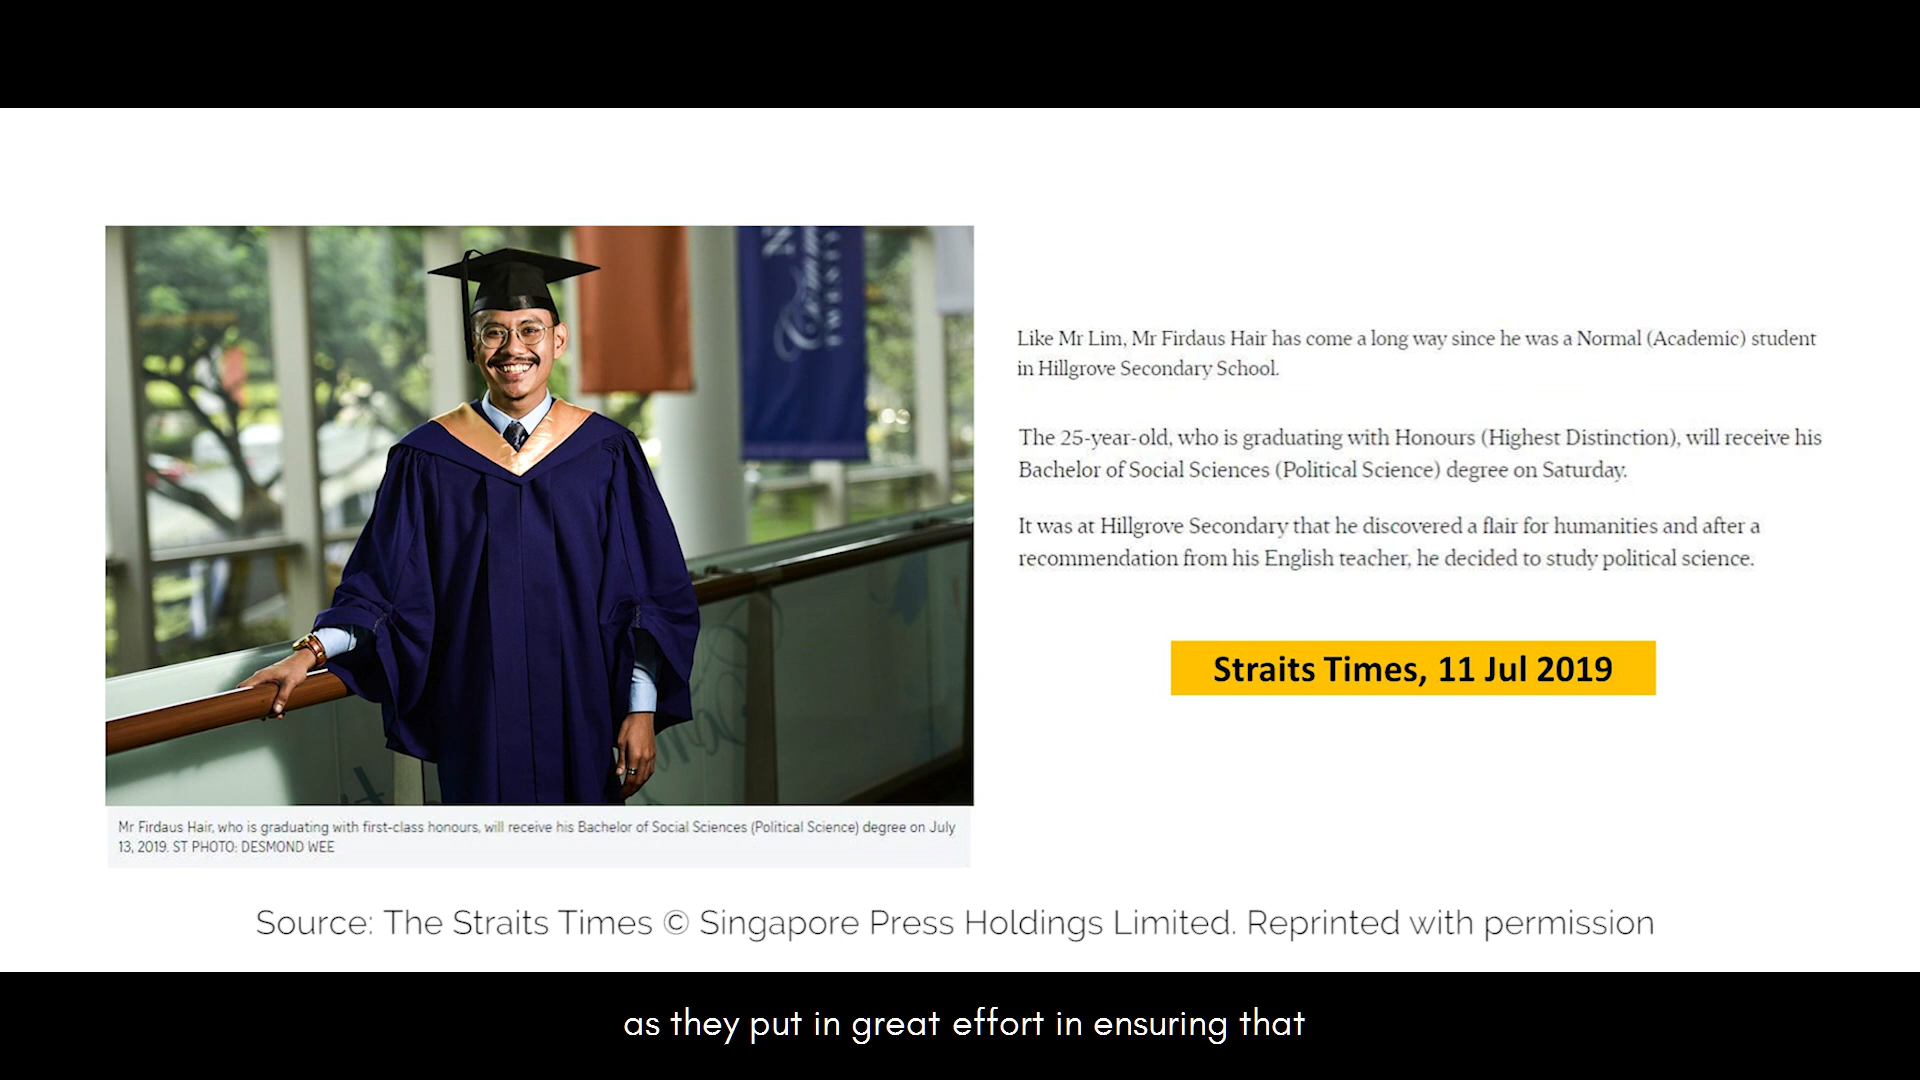 Like Mr Lim, Mr Firdaus Hair has come a long way since he was a Normal (Academic) student
in Hillgrove Secondary School.
The 25-year-old, who is graduating with Honours (Highest Distinction), will receive his
Bachelor of Social Sciences (Political Science) degree on Saturday.
It was at Hillgrove Secondary that he discovered a flair for humanities and after a
recommendation from his English teacher, he decided to study political science.
Straits Times, 11 Jul 2019
Mr Firdaus Hair, who is graduating with first-class honours, will receive his Bachelor of Social Sciences (Political Science) degree on July
13, 2019. ST PHOTO: DESMOND WEE
Source: The Straits Times © Singapore Press Holdings Limited. Reprinted with permission
as they put in great effort in ensuring that